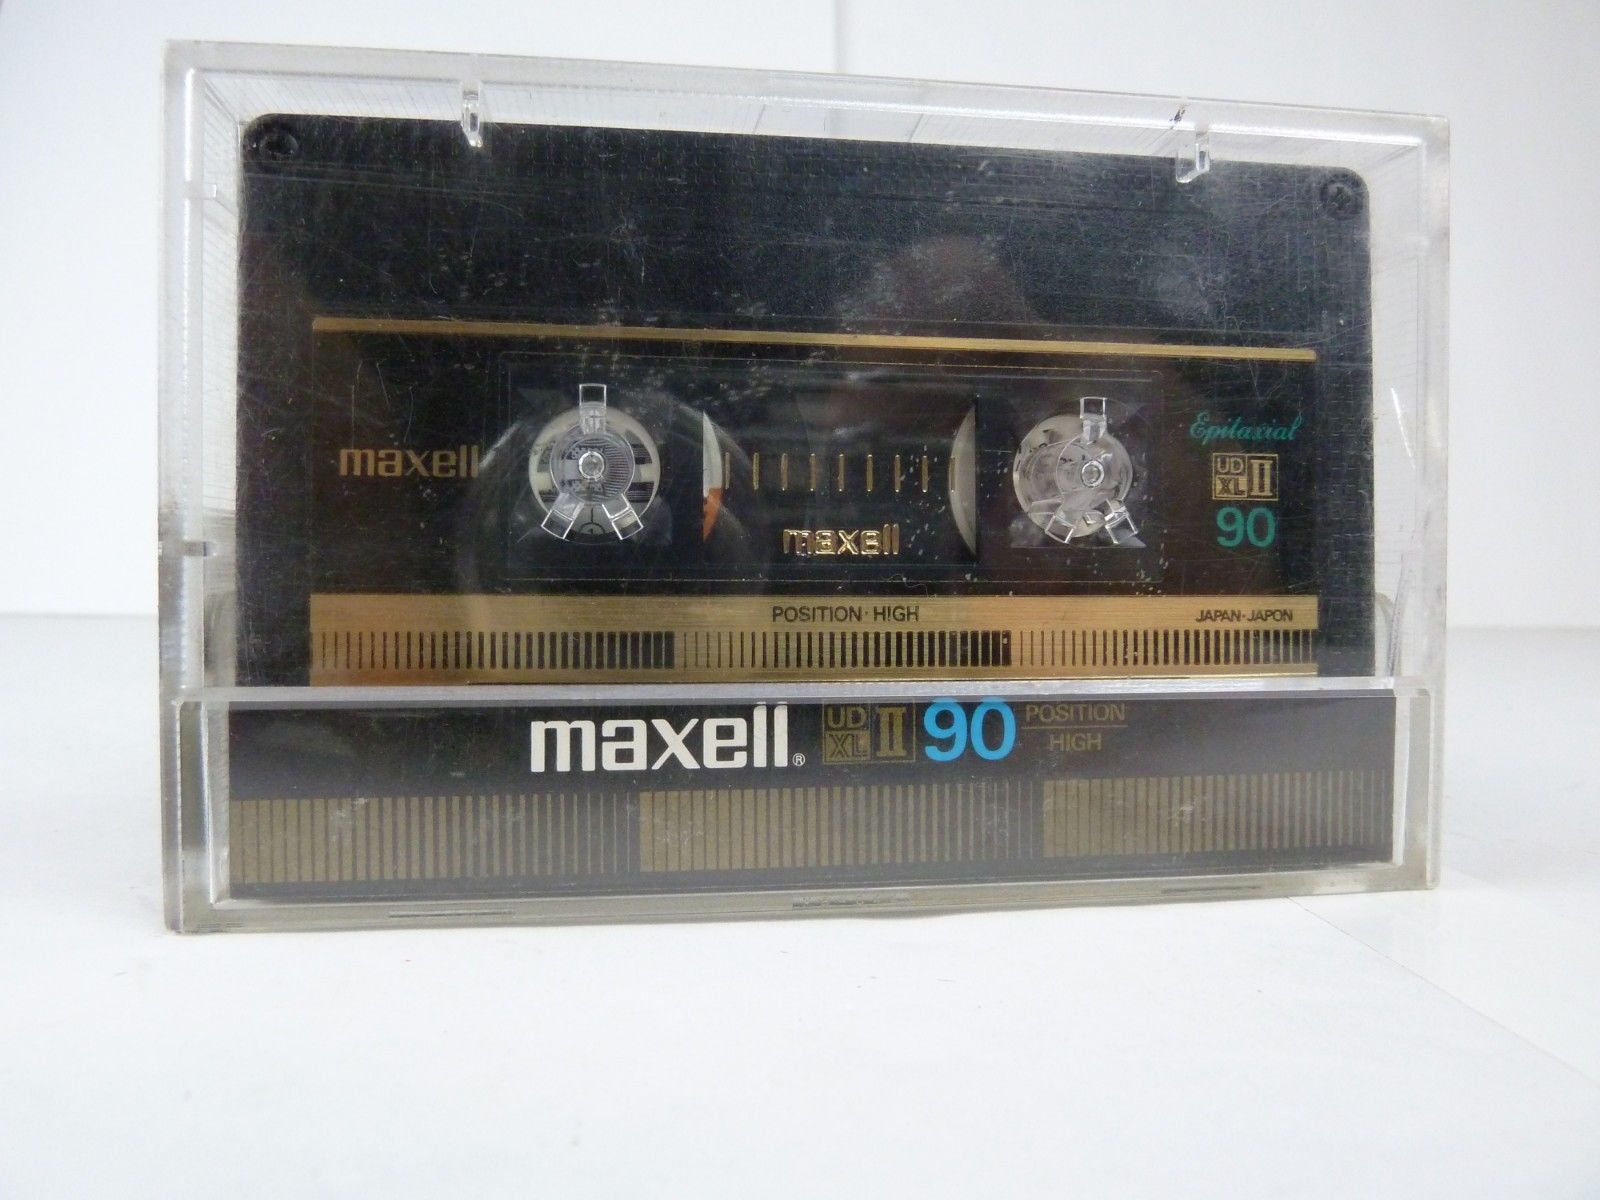 maxell
Epitaxial
UD XL II
90
maxell
POSITION·HIGH
JAPAN·JAPON
maxell® UD XL II 90 POSITION HIGH